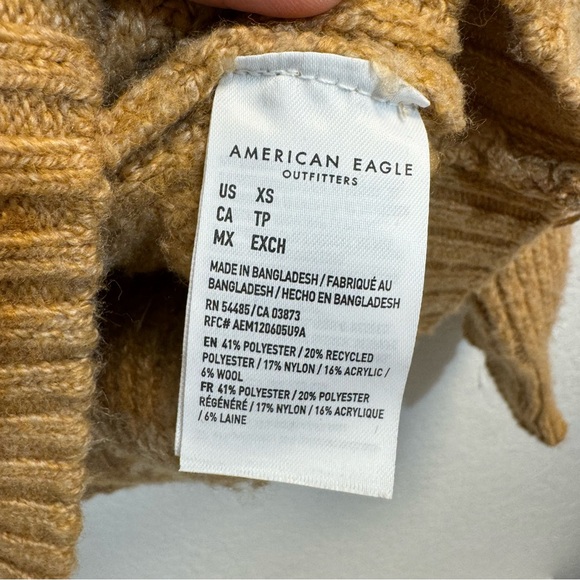 AMERICAN EAGLE
OUTFITTERS
US XS
CA TP
MX EXCH
MADE IN BANGLADESH / FABRIQUÉ AU
BANGLADESH / HECHO EN BANGLADESH
RN 54485 / CA 03873
RFC# AEM120605U9A
EN 41% POLYESTER / 20% RECYCLED
POLYESTER / 17% NYLON / 16% ACRYLIC /
6% WOOL
FR 41% POLYESTER / 20% POLYESTER
RÉGÉNÉRÉ / 17% NYLON / 16% ACRYLIQUE
/ 6% LAINE